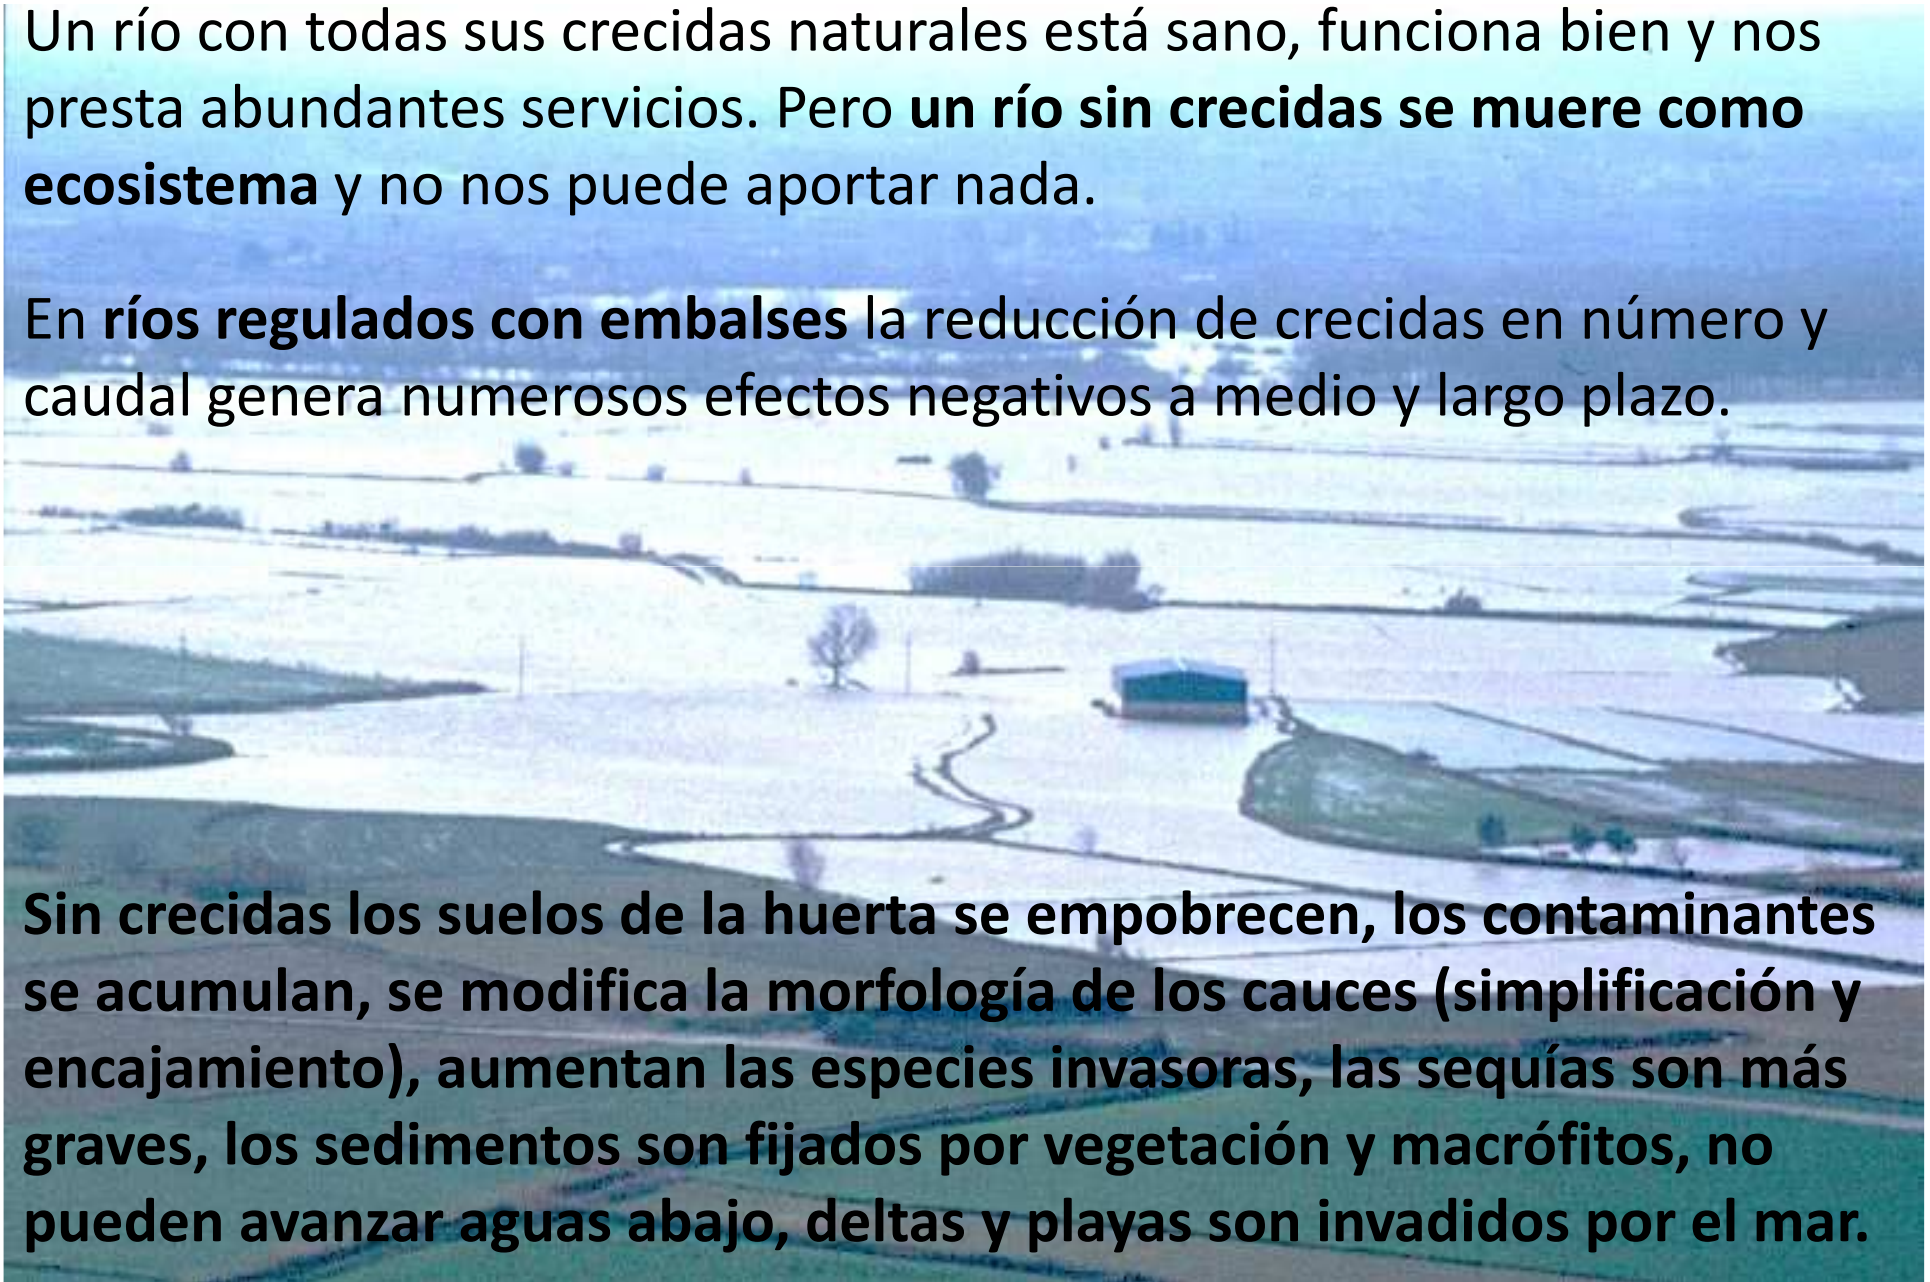 Un río con todas sus crecidas naturales está sano, funciona bien y nos
presta abundantes servicios. Pero un río sin crecidas se muere como
ecosistema y no nos puede aportar nada.
En ríos regulados con embalses la reducción de crecidas en número y
caudal genera numerosos efectos negativos a medio y largo plazo.
Sin crecidas los suelos de la huerta se empobrecen, los contaminantes
se acumulan, se modifica la morfología de los cauces (simplificación y
encajamiento), aumentan las especies invasoras, las sequías son más
graves, los sedimentos son fijados por vegetación y macrófitos, no
pueden avanzar aguas abajo, deltas y playas son invadidos por el mar.